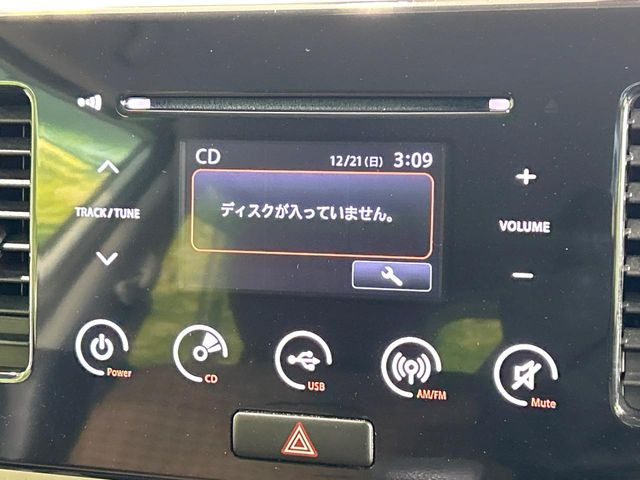 CD 12/21(日) 3:09
TRACK/TUNE
ディスクが入っていません。
VOLUME
Power
CD
USB
AM/FM
Mute